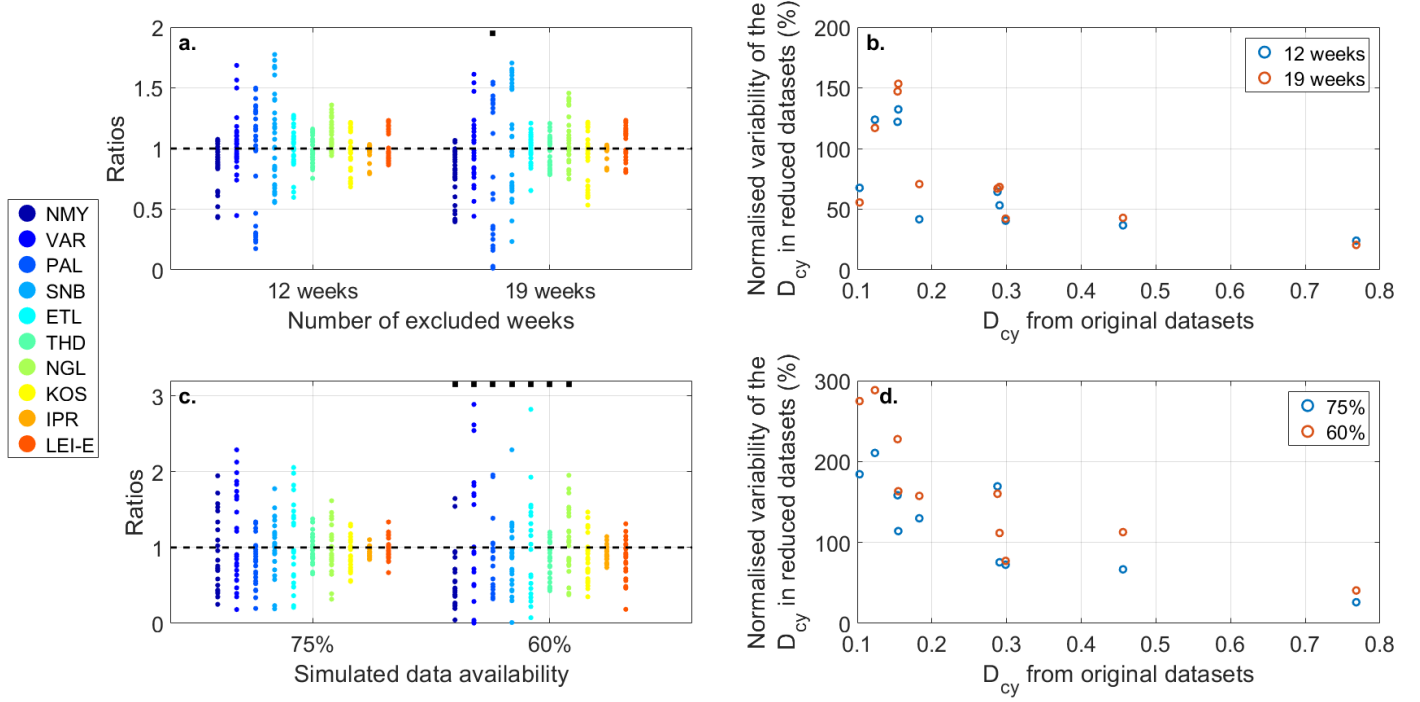 NMY
VAR
PAL
SNB
ETL
THD
NGL
KOS
IPR
LEI-E
a.
2
1.5
1
0.5
0
Ratios
12 weeks
19 weeks
Number of excluded weeks
b.
200
150
100
50
0
Normalised variability of the
D_cy in reduced datasets (%)
12 weeks
19 weeks
0.1 0.2 0.3 0.4 0.5 0.6 0.7 0.8
D_cy from original datasets
c.
3
2
1
0
Ratios
75%
60%
Simulated data availability
d.
300
200
100
0
Normalised variability of the
D_cy in reduced datasets (%)
75%
60%
0.1 0.2 0.3 0.4 0.5 0.6 0.7 0.8
D_cy from original datasets